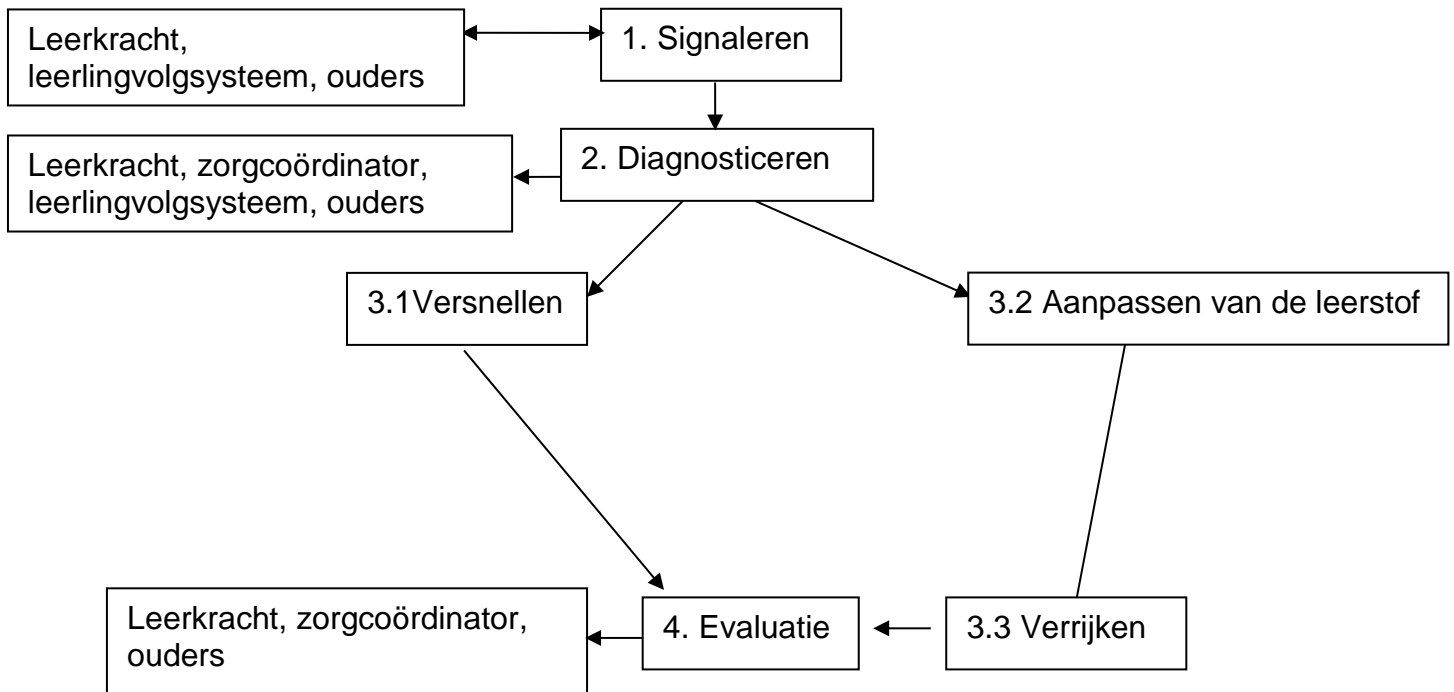 Leerkracht,
leerlingvolgsysteem, ouders
1. Signaleren
Leerkracht, zorgcoördinator,
leerlingvolgsysteem, ouders
2. Diagnosticeren
3.1Versnellen
3.2 Aanpassen van de leerstof
Leerkracht, zorgcoördinator,
ouders
4. Evaluatie
3.3 Verrijken